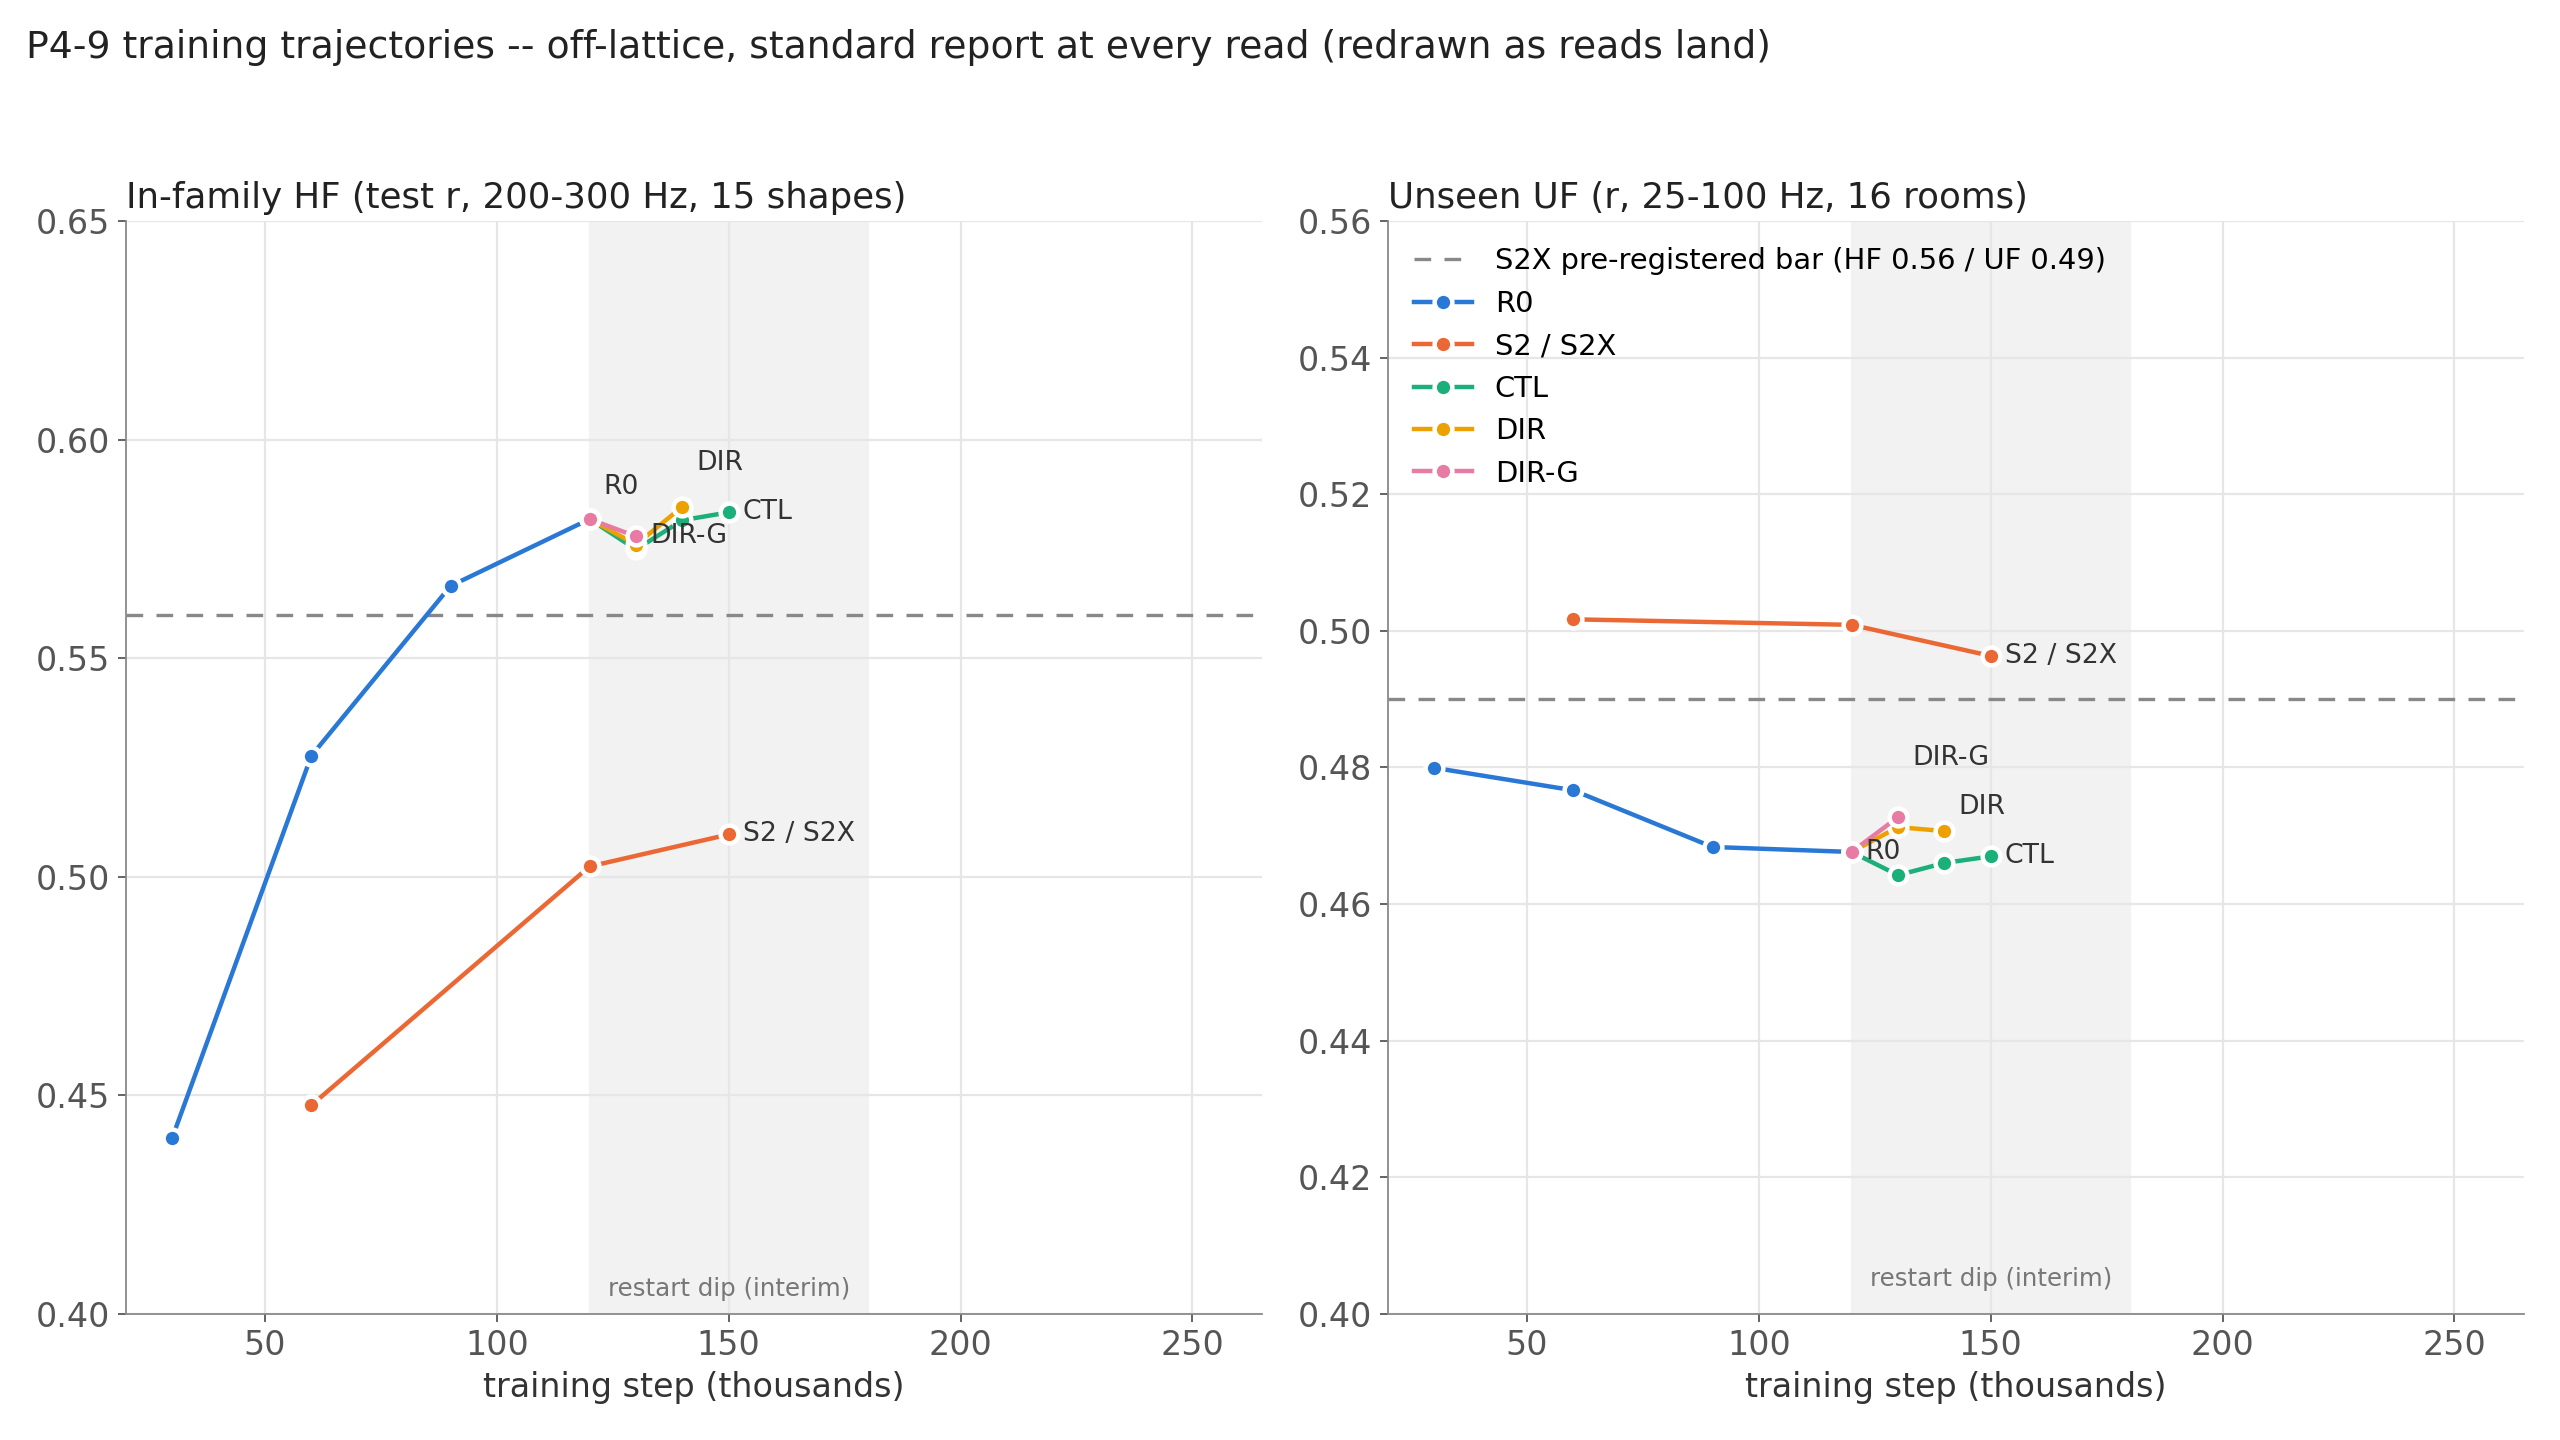 P4-9 training trajectories -- off-lattice, standard report at every read (redrawn as reads land)
In-family HF (test r, 200-300 Hz, 15 shapes)
0.65
0.60
0.55
0.50
0.45
0.40
R0
DIR
CTL
DIR-G
S2 / S2X
restart dip (interim)
50
100
150
200
250
training step (thousands)
Unseen UF (r, 25-100 Hz, 16 rooms)
0.56
0.54
0.52
0.50
0.48
0.46
0.44
0.42
0.40
S2X pre-registered bar (HF 0.56 / UF 0.49)
R0
S2 / S2X
CTL
DIR
DIR-G
S2 / S2X
DIR-G
DIR
R0
CTL
restart dip (interim)
50
100
150
200
250
training step (thousands)